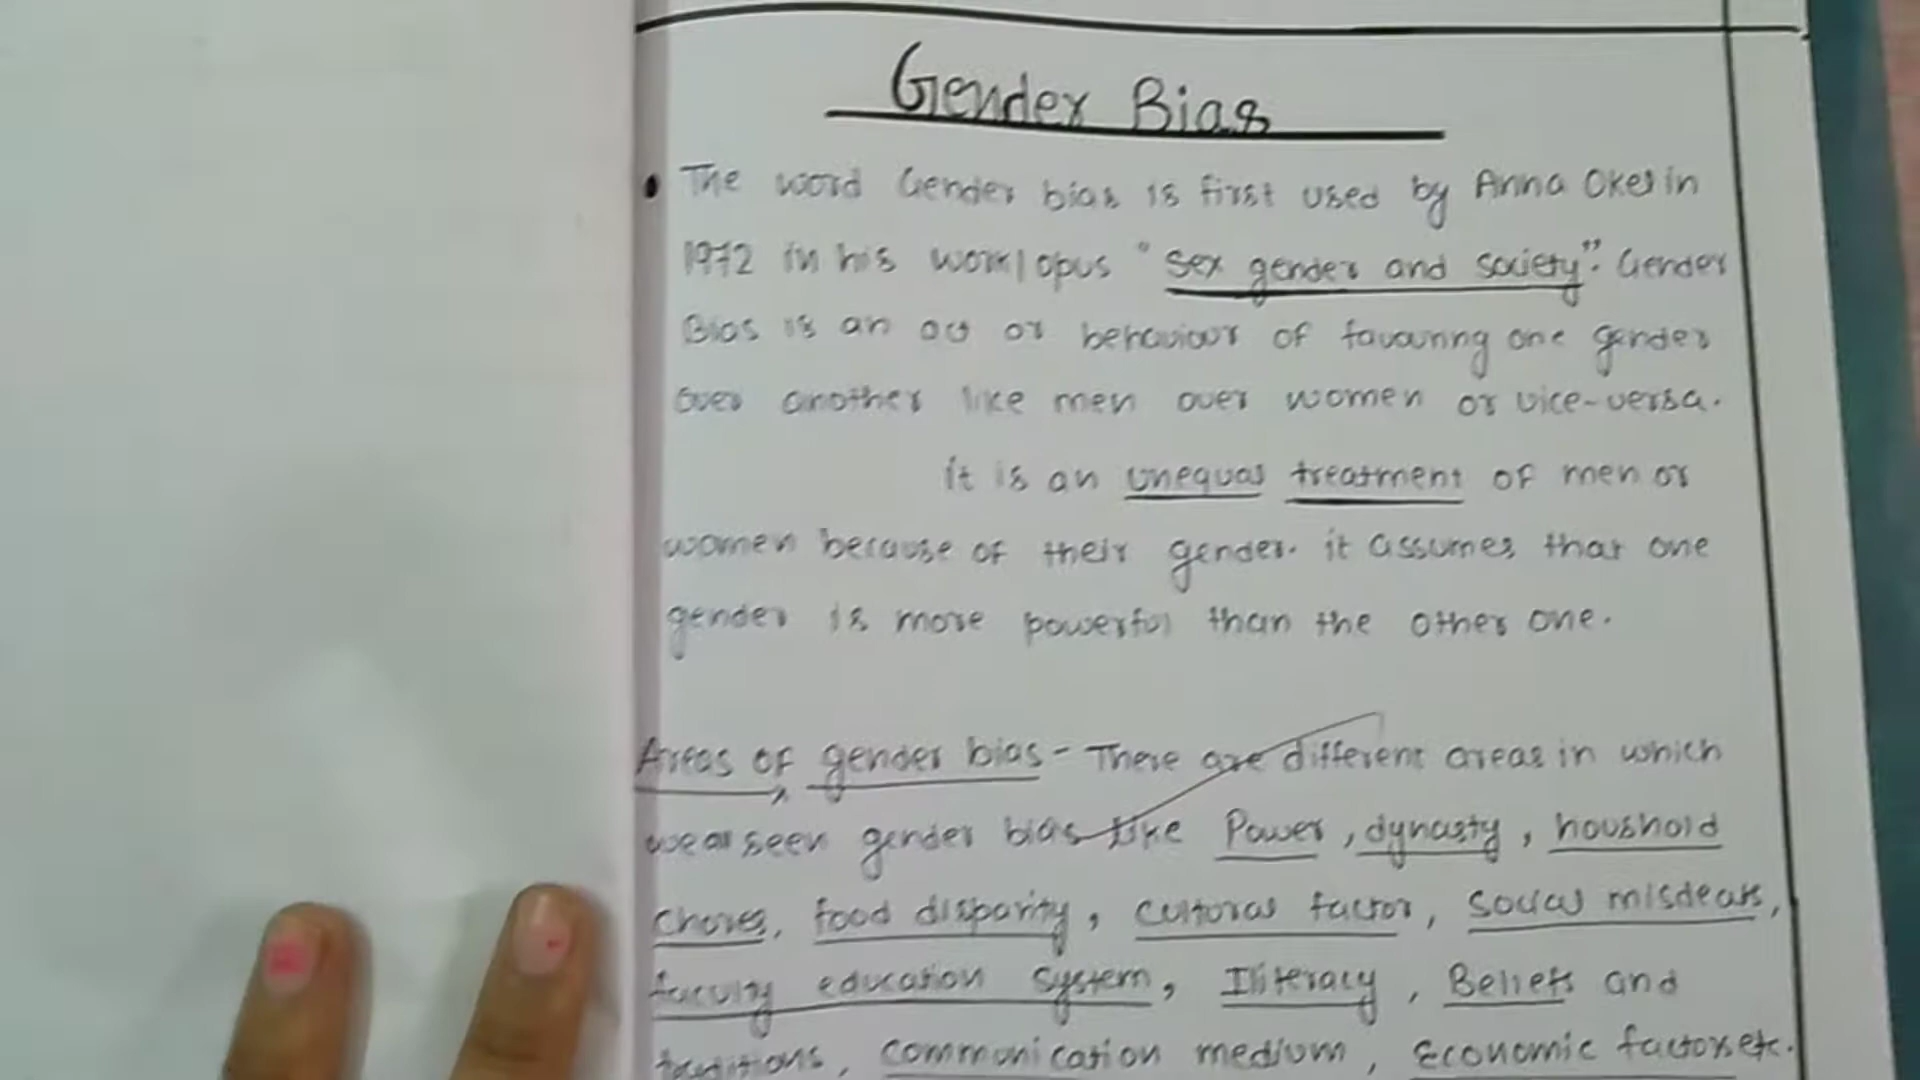 Gender Bias
• The word Gender bias is first used by Anna Okes in
1972 in his work/opus "Sex gender and society". Gender
Bias is an act or behaviour of favouring one gender
over another like men over women or vice-versa.
it is an unequal treatment of men or
women because of their gender. it assumes that one
gender is more powerful than the other one.
Areas of gender bias - There are different areas in which
we seen gender bias like Power, dynasty, houshold
chores, food disparity, cultural factor, social misdeats,
faculty education system, Iliteracy, Beliefs and
traditions, communication medium, Economic factors etc.